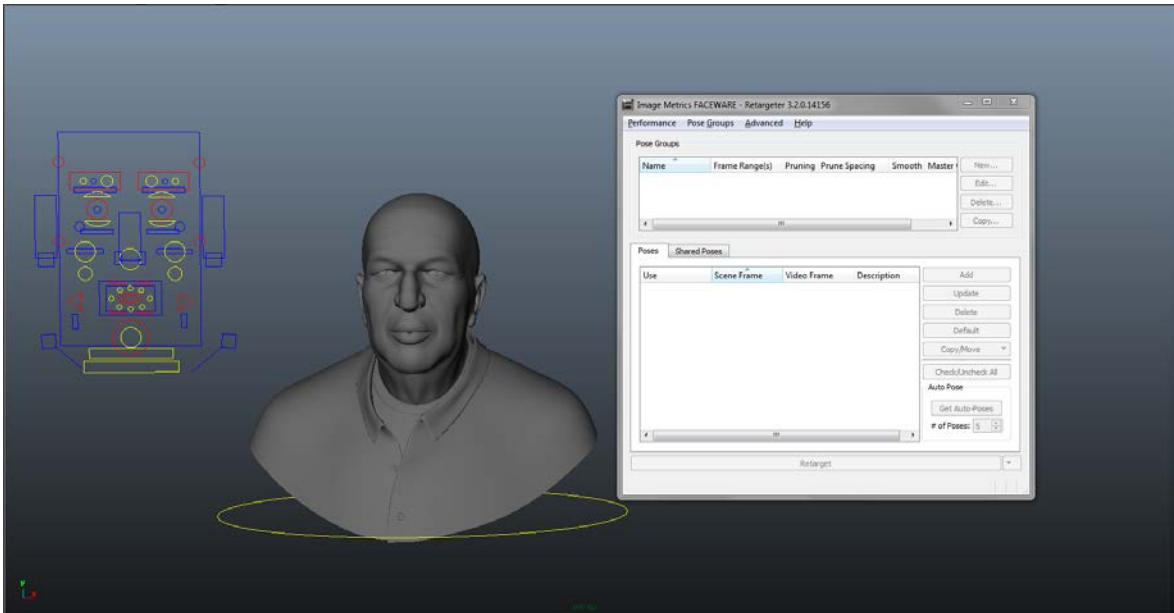 Image Metrics FACEWARE - Retargeter 3.2.0.14156
Performance Pose Groups Advanced Help
Pose Groups
Name Frame Range(s) Pruning Prune Spacing Smooth Master
New...
Edit...
Delete...
Copy...
Poses Shared Poses
Use Scene Frame Video Frame Description
Add
Update
Delete
Default
Copy/Move
Check/Uncheck All
Auto Pose
Get Auto-Poses
# of Poses: 5
Retarget
y
x